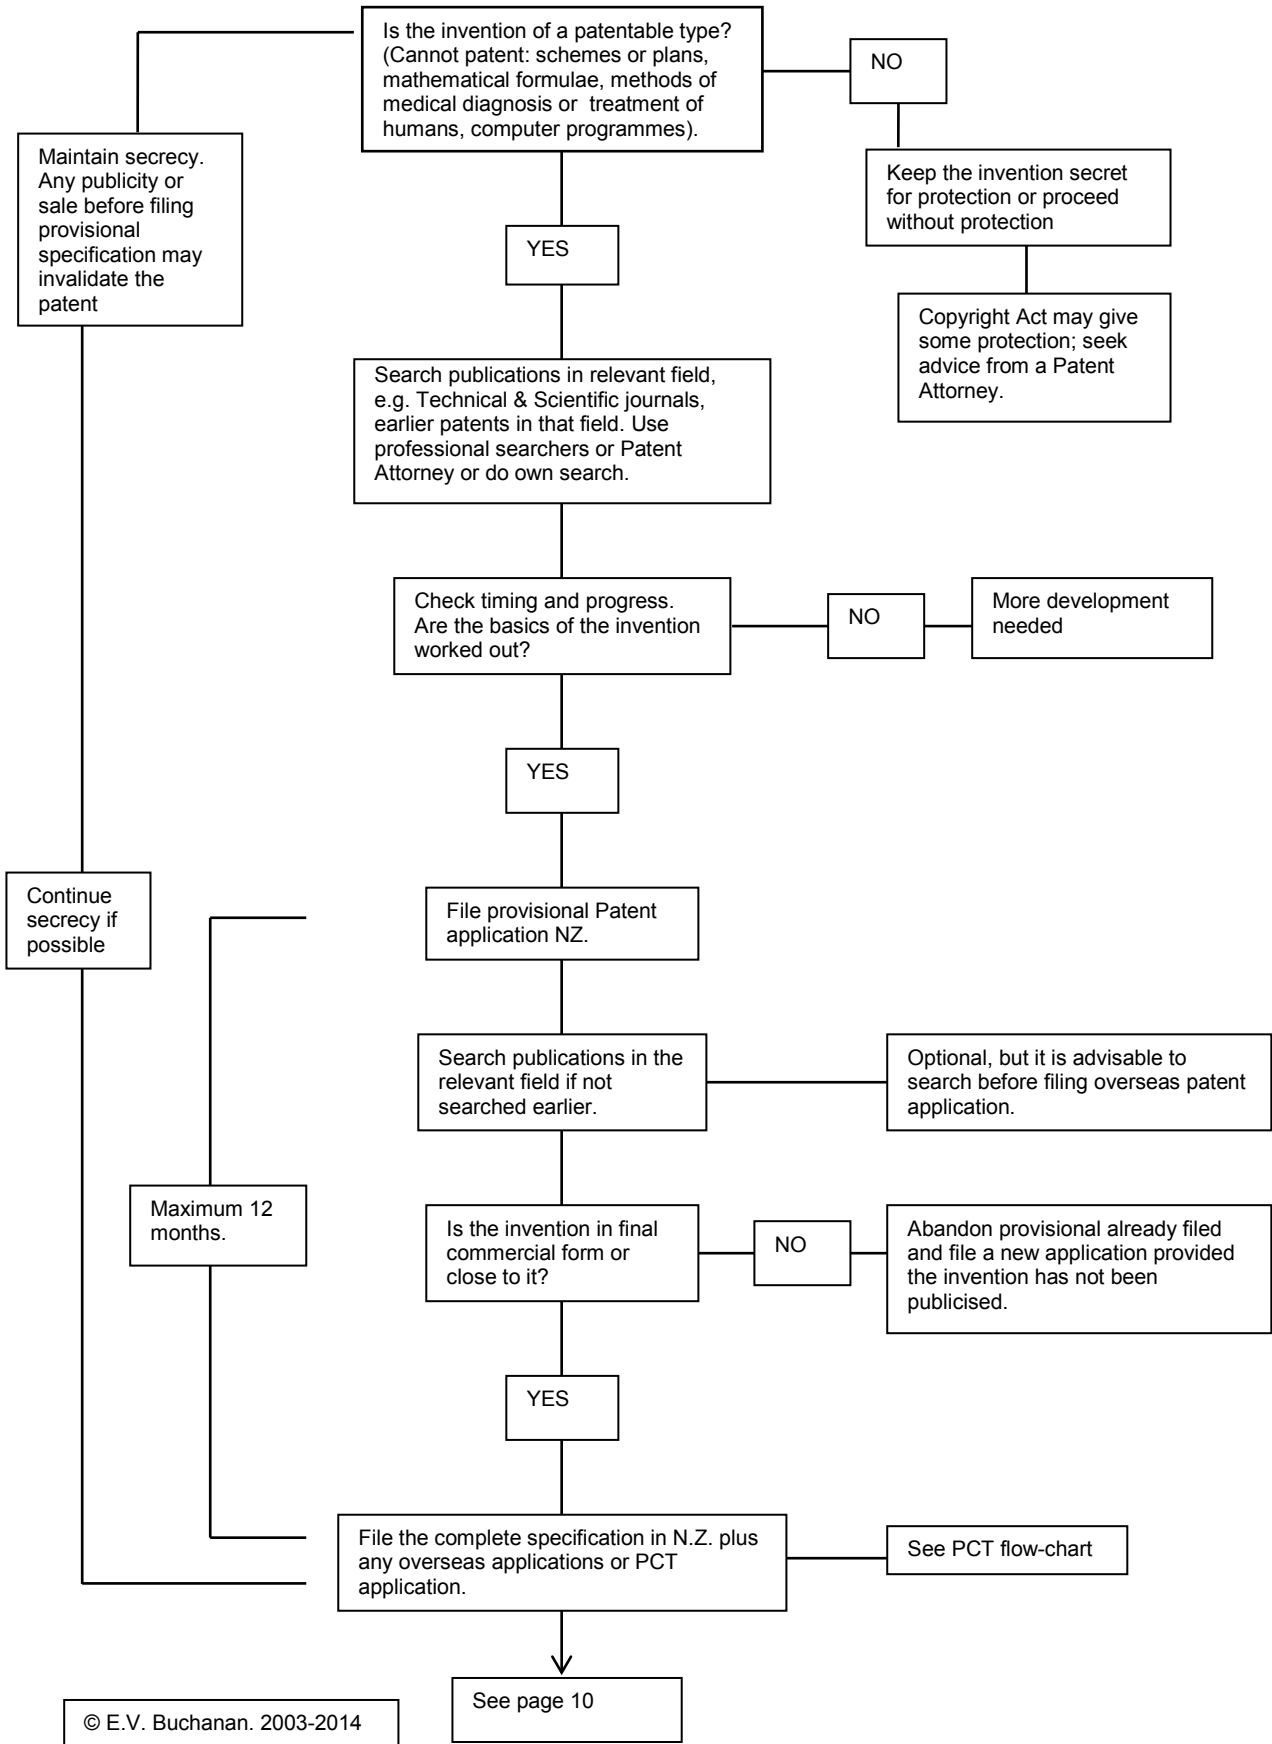 Is the invention of a patentable type?
(Cannot patent: schemes or plans,
mathematical formulae, methods of
medical diagnosis or  treatment of
humans, computer programmes).
NO
Maintain secrecy.
Any publicity or
sale before filing
provisional
specification may
invalidate the
patent
Keep the invention secret
for protection or proceed
without protection
YES
Copyright Act may give
some protection; seek
advice from a Patent
Attorney.
Search publications in relevant field,
e.g. Technical & Scientific journals,
earlier patents in that field. Use
professional searchers or Patent
Attorney or do own search.
Check timing and progress.
Are the basics of the invention
worked out?
NO
More development
needed
YES
Continue
secrecy if
possible
File provisional Patent
application NZ.
Search publications in the
relevant field if not
searched earlier.
Optional, but it is advisable to
search before filing overseas patent
application.
Maximum 12
months.
Is the invention in final
commercial form or
close to it?
NO
Abandon provisional already filed
and file a new application provided
the invention has not been
publicised.
YES
File the complete specification in N.Z. plus
any overseas applications or PCT
application.
See PCT flow-chart
See page 10
© E.V. Buchanan. 2003-2014